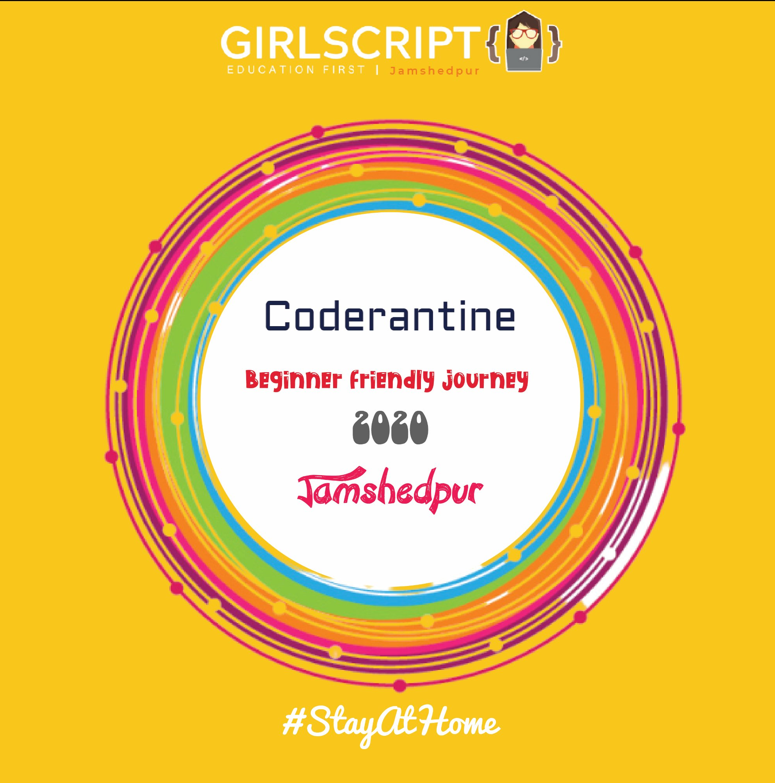 GIRLSCRIPT
EDUCATION FIRST | Jamshedpur
</>
Coderantine
Beginner friendly journey
2020
Jamshedpur
#StayAtHome